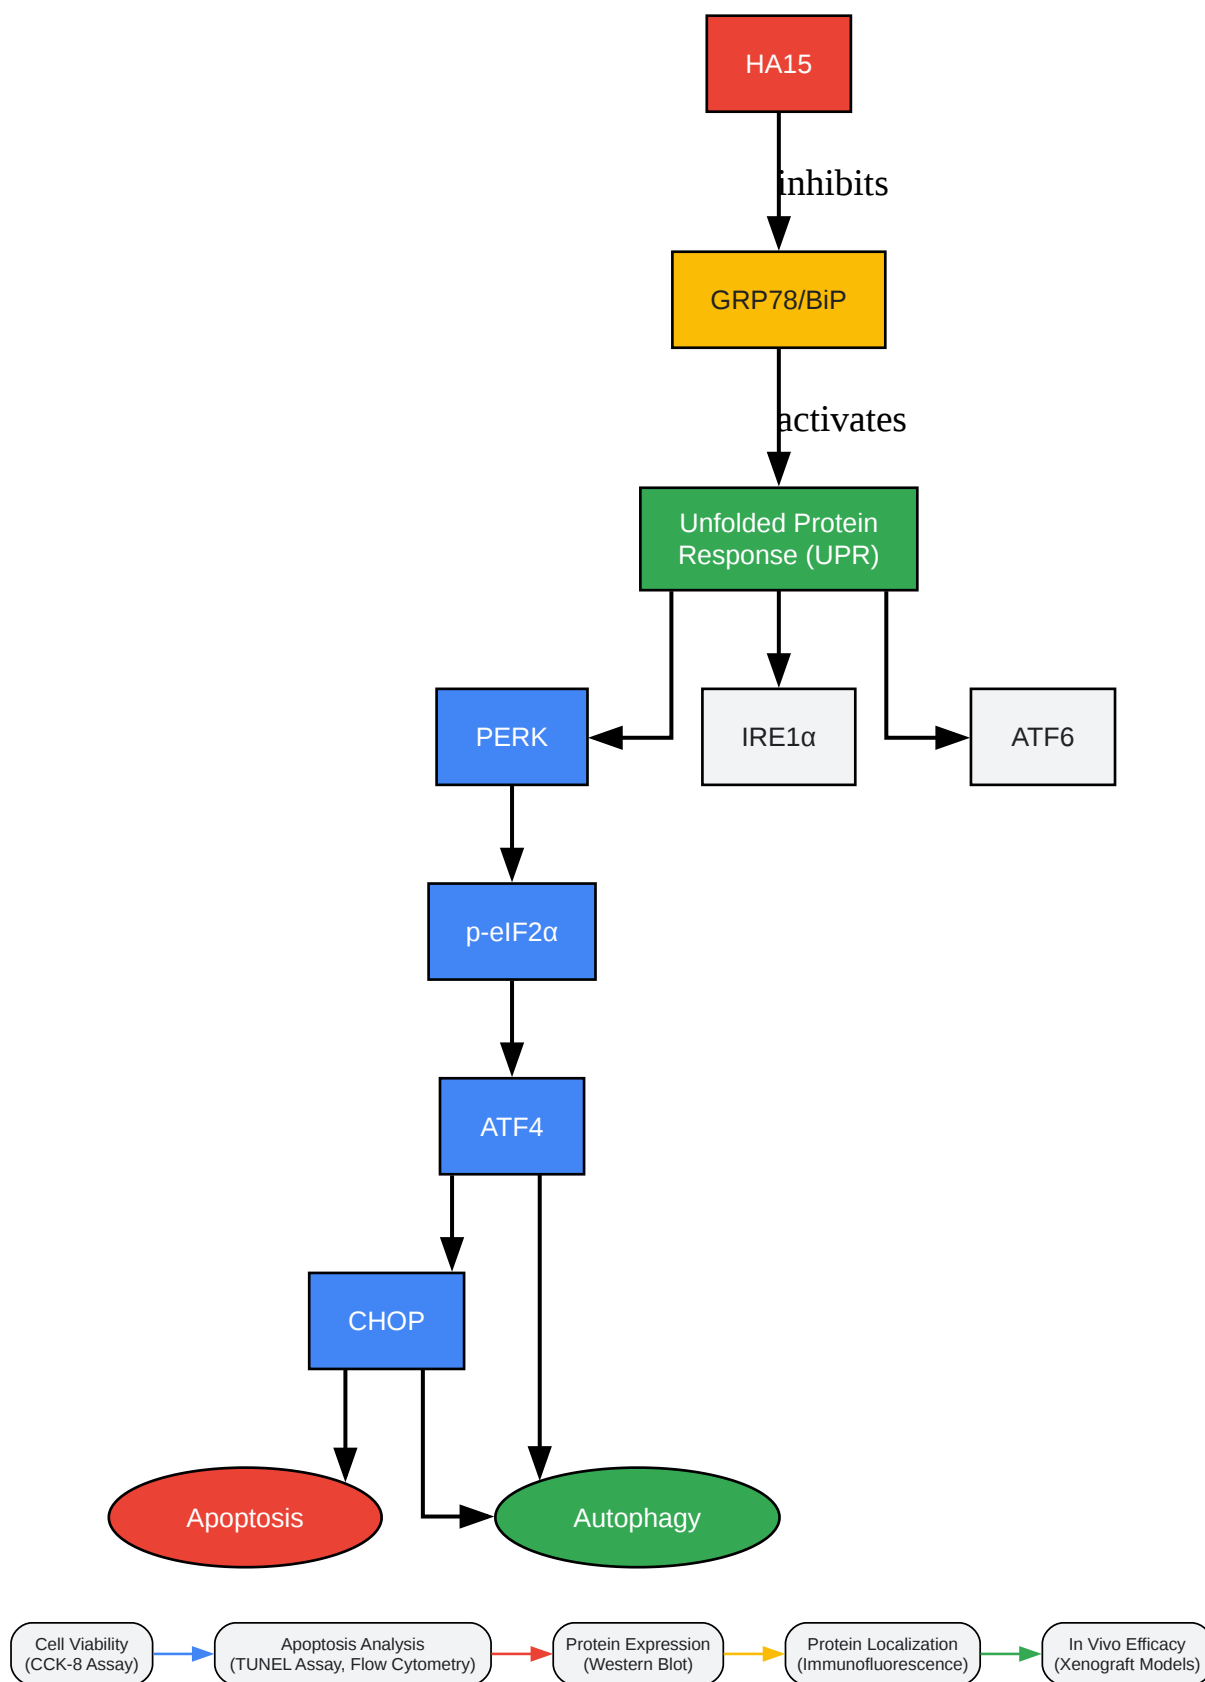 HA15
inhibits
GRP78/BiP
activates
Unfolded Protein
Response (UPR)
PERK
IRE1α
ATF6
p-eIF2α
ATF4
CHOP
Apoptosis
Autophagy
Cell Viability
(CCK-8 Assay)
Apoptosis Analysis
(TUNEL Assay, Flow Cytometry)
Protein Expression
(Western Blot)
Protein Localization
(Immunofluorescence)
In Vivo Efficacy
(Xenograft Models)